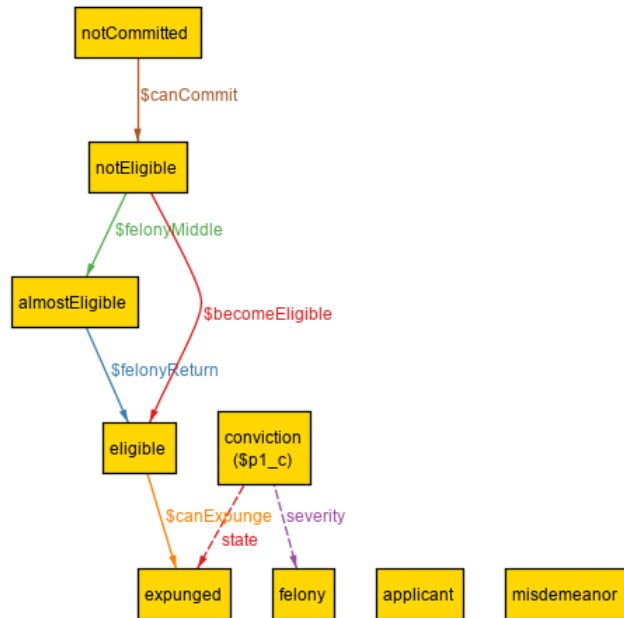 notCommitted
$canCommit
notEligible
$felonyMiddle
almostEligible
$becomeEligible
$felonyReturn
eligible
conviction
($p1_c)
$canExpunge
severity
state
expunged
felony
applicant
misdemeanor